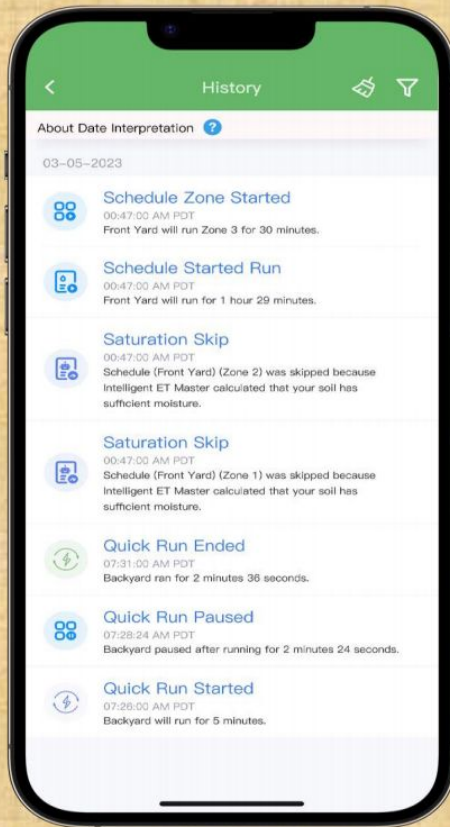 History
About Date Interpretation ?
03-05-2023
Schedule Zone Started
00:47:00 AM PDT
Front Yard will run Zone 3 for 30 minutes.
Schedule Started Run
00:47:00 AM PDT
Front Yard will run for 1 hour 29 minutes.
Saturation Skip
00:47:00 AM PDT
Schedule (Front Yard) (Zone 2) was skipped because
Intelligent ET Master calculated that your soil has
sufficient moisture.
Saturation Skip
00:47:00 AM PDT
Schedule (Front Yard) (Zone 1) was skipped because
Intelligent ET Master calculated that your soil has
sufficient moisture.
Quick Run Ended
07:31:00 AM PDT
Backyard ran for 2 minutes 36 seconds.
Quick Run Paused
07:28:24 AM PDT
Backyard paused after running for 2 minutes 24 seconds.
Quick Run Started
07:26:00 AM PDT
Backyard will run for 5 minutes.